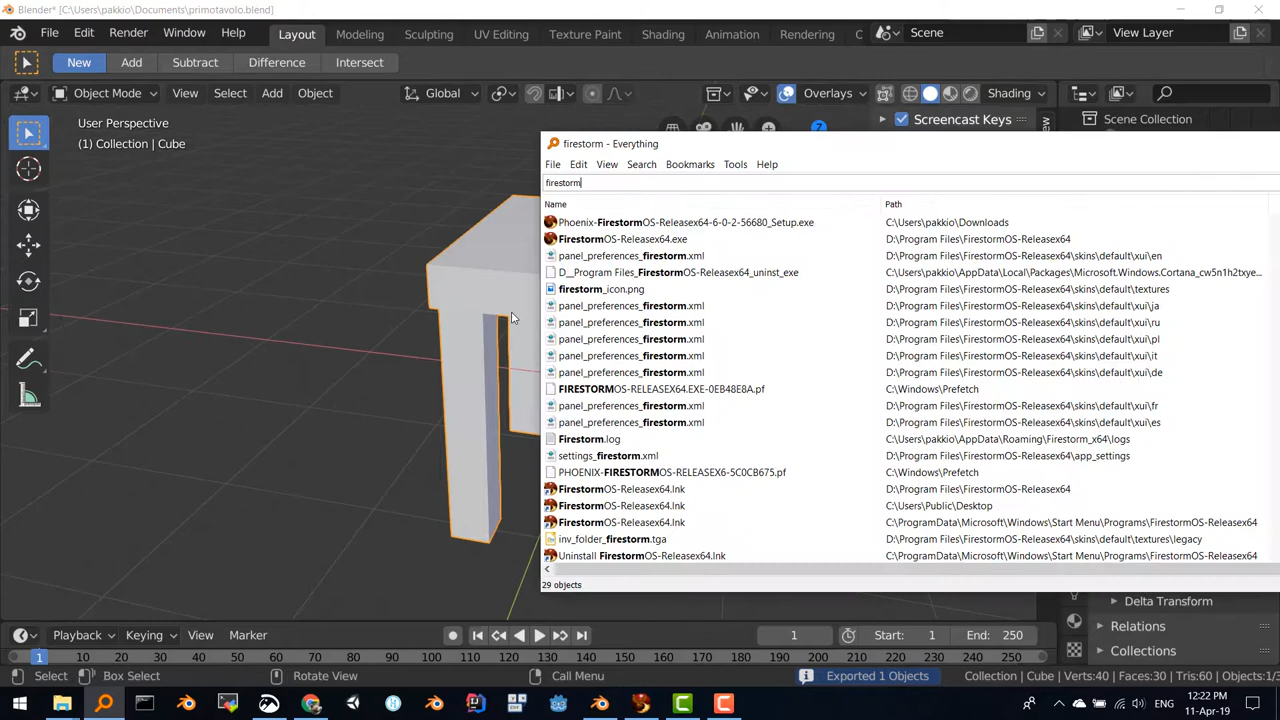 Blender* [C:\Users\pakkio\Documents\primotavolo.blend]
File Edit Render Window Help Layout Modeling Sculpting UV Editing Texture Paint Shading Animation Rendering C Scene View Layer
New Add Subtract Difference Intersect
Object Mode View Select Add Object Global Overlays Shading
User Perspective
(1) Collection | Cube
Screencast Keys
Scene Collection
firestorm - Everything
File Edit View Search Bookmarks Tools Help
firestorm
Name Path
Phoenix-FirestormOS-Releasex64-6-0-2-56680_Setup.exe C:\Users\pakkio\Downloads
FirestormOS-Releasex64.exe D:\Program Files\FirestormOS-Releasex64
panel_preferences_firestorm.xml D:\Program Files\FirestormOS-Releasex64\skins\default\xui\en
D__Program Files_FirestormOS-Releasex64_uninst_exe C:\Users\pakkio\AppData\Local\Packages\Microsoft.Windows.Cortana_cw5n1h2txye...
firestorm_icon.png D:\Program Files\FirestormOS-Releasex64\skins\default\textures
panel_preferences_firestorm.xml D:\Program Files\FirestormOS-Releasex64\skins\default\xui\ja
panel_preferences_firestorm.xml D:\Program Files\FirestormOS-Releasex64\skins\default\xui\ru
panel_preferences_firestorm.xml D:\Program Files\FirestormOS-Releasex64\skins\default\xui\pl
panel_preferences_firestorm.xml D:\Program Files\FirestormOS-Releasex64\skins\default\xui\it
panel_preferences_firestorm.xml D:\Program Files\FirestormOS-Releasex64\skins\default\xui\de
FIRESTORMOS-RELEASEX64.EXE-0EB48E8A.pf C:\Windows\Prefetch
panel_preferences_firestorm.xml D:\Program Files\FirestormOS-Releasex64\skins\default\xui\fr
panel_preferences_firestorm.xml D:\Program Files\FirestormOS-Releasex64\skins\default\xui\es
Firestorm.log C:\Users\pakkio\AppData\Roaming\Firestorm_x64\logs
settings_firestorm.xml D:\Program Files\FirestormOS-Releasex64\app_settings
PHOENIX-FIRESTORMOS-RELEASEX6-5C0CB675.pf C:\Windows\Prefetch
FirestormOS-Releasex64.lnk D:\Program Files\FirestormOS-Releasex64
FirestormOS-Releasex64.lnk C:\Users\Public\Desktop
FirestormOS-Releasex64.lnk C:\ProgramData\Microsoft\Windows\Start Menu\Programs\FirestormOS-Releasex64
inv_folder_firestorm.tga D:\Program Files\FirestormOS-Releasex64\skins\default\textures\legacy
Uninstall FirestormOS-Releasex64.lnk C:\ProgramData\Microsoft\Windows\Start Menu\Programs\FirestormOS-Releasex64
29 objects
Delta Transform
Relations
Collections
Playback Keying View Marker 1 Start: 1 End: 250
1 10 20 30 40 50 60 70 80 90 100 110 120 130 140 150 160 170 180 190 200 210 220 230 240 250
Select Box Select Rotate View Call Menu Exported 1 Objects Collection | Cube | Verts:40 | Faces:30 | Tris:56 | Objects:1/3
ENG 12:22 PM
11-Apr-19